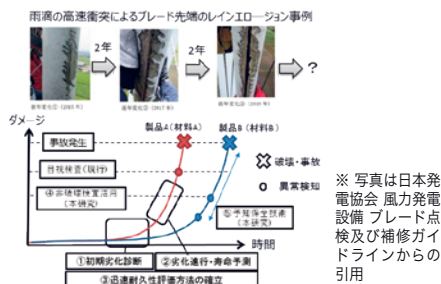 雨滴の高速衝突によるブレード先端のレインエロージョン事例
2年
2年
?
ダメージ
製品A(材料A)
製品B(材料B)
事故発生
目視検査(現行)
④非破壊検査活用
(本研究)
破壊・事故
異常検知
⑤予知保全技術
(本研究)
時間
①初期劣化診断
②劣化進行・寿命予測
③迅速耐久性評価方法の確立
※ 写真は日本発
電協会 風力発電
設備 ブレード点
検及び補修ガイ
ドラインからの
引用